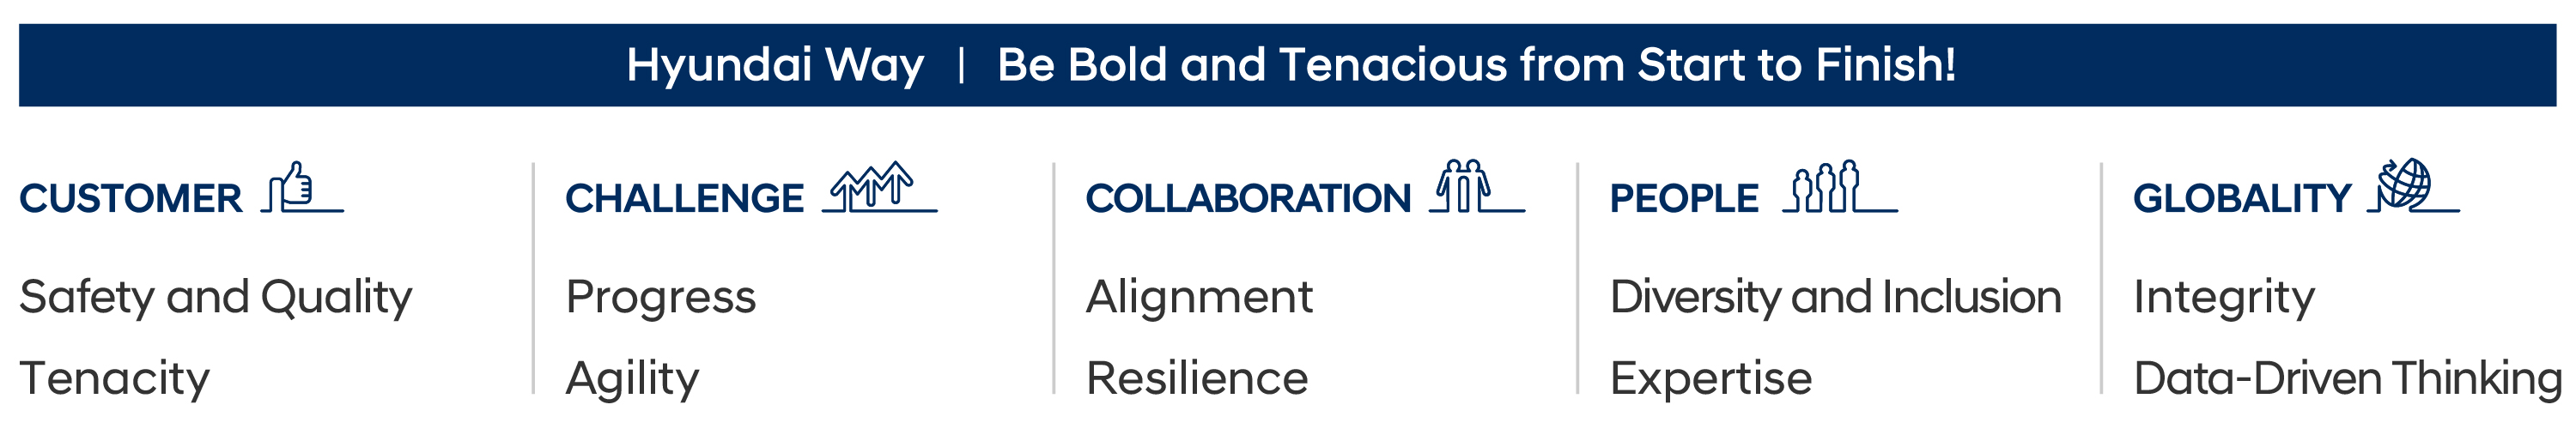 Hyundai Way | Be Bold and Tenacious from Start to Finish!
CUSTOMER
Safety and Quality
Tenacity
CHALLENGE
Progress
Agility
COLLABORATION
Alignment
Resilience
PEOPLE
Diversity and Inclusion
Expertise
GLOBALITY
Integrity
Data-Driven Thinking